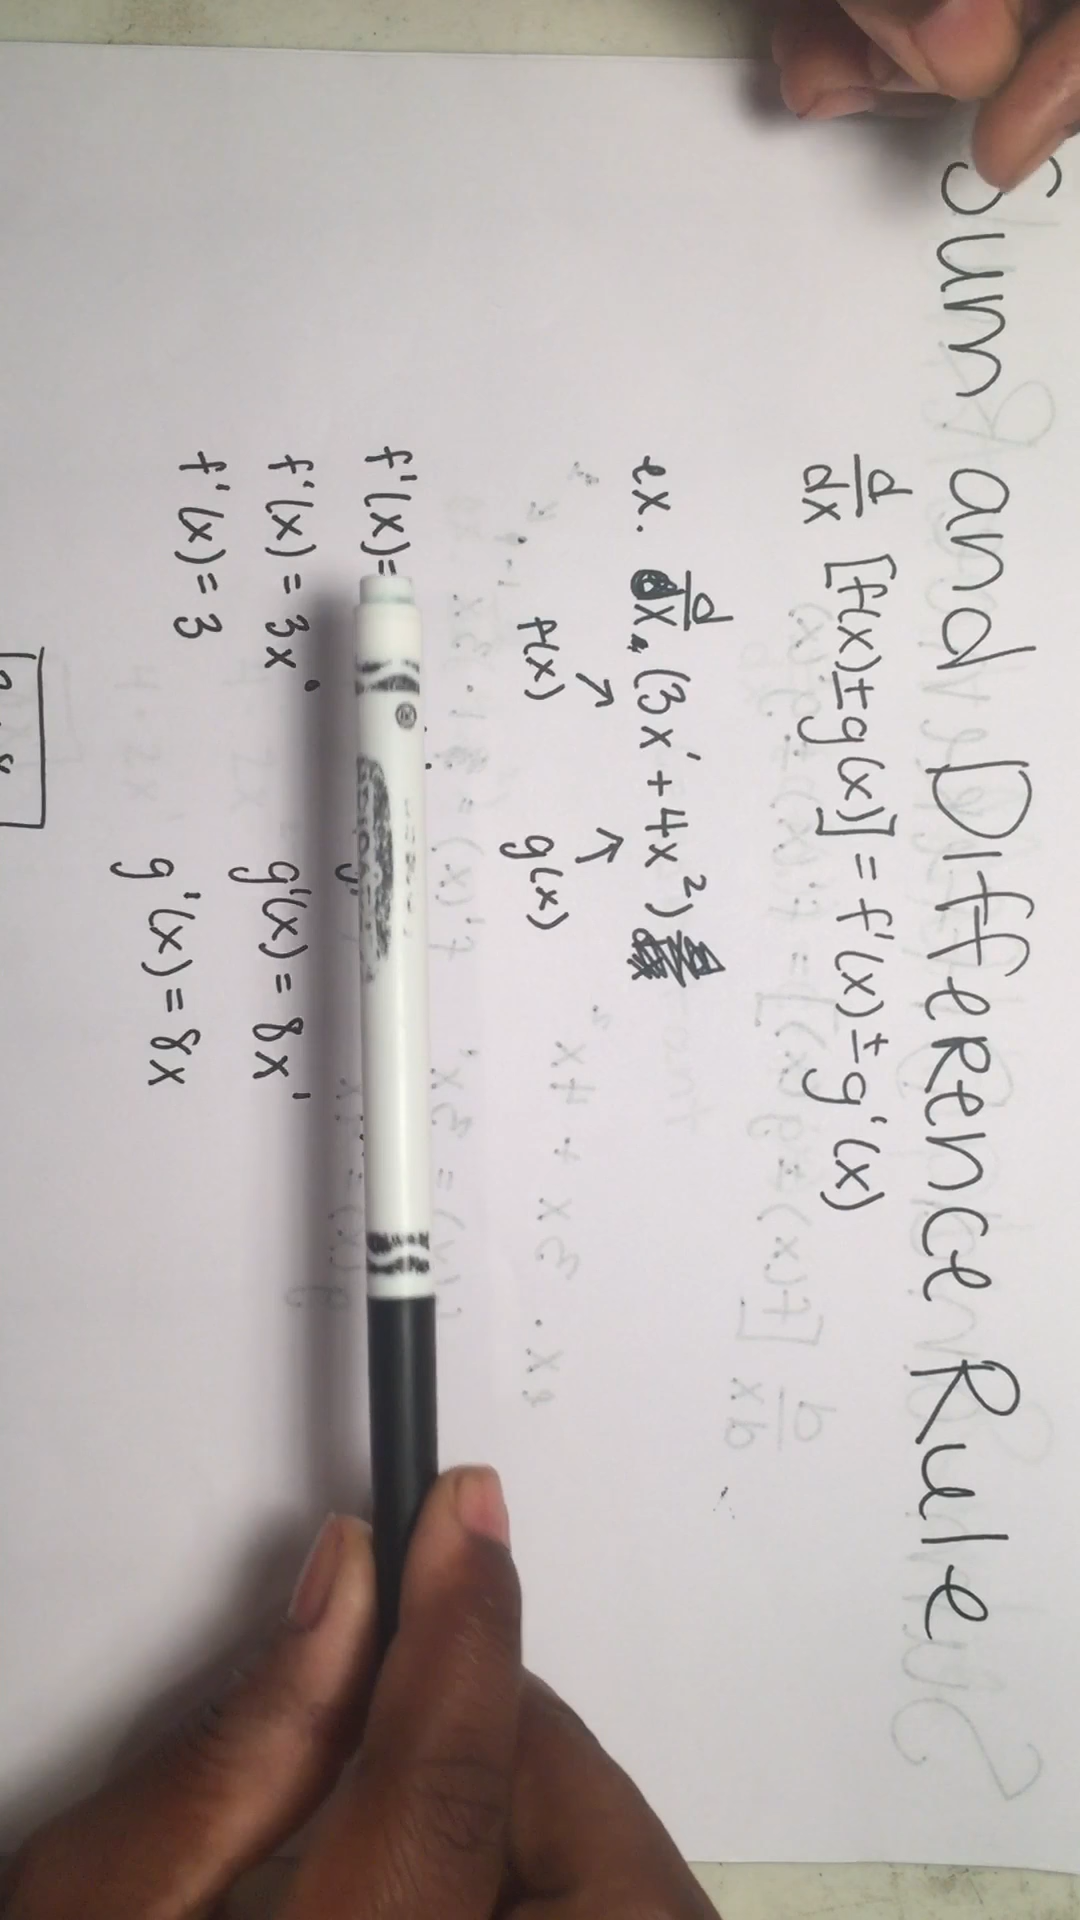 Sum and Difference Rule
d/dx [f(x) ± g(x)] = f'(x) ± g'(x)
ex. d/dx (3x¹ + 4x²)
f(x) g(x)
f'(x) =
f'(x) = 3x⁰ g'(x) = 8x¹
f'(x) = 3 g'(x) = 8x